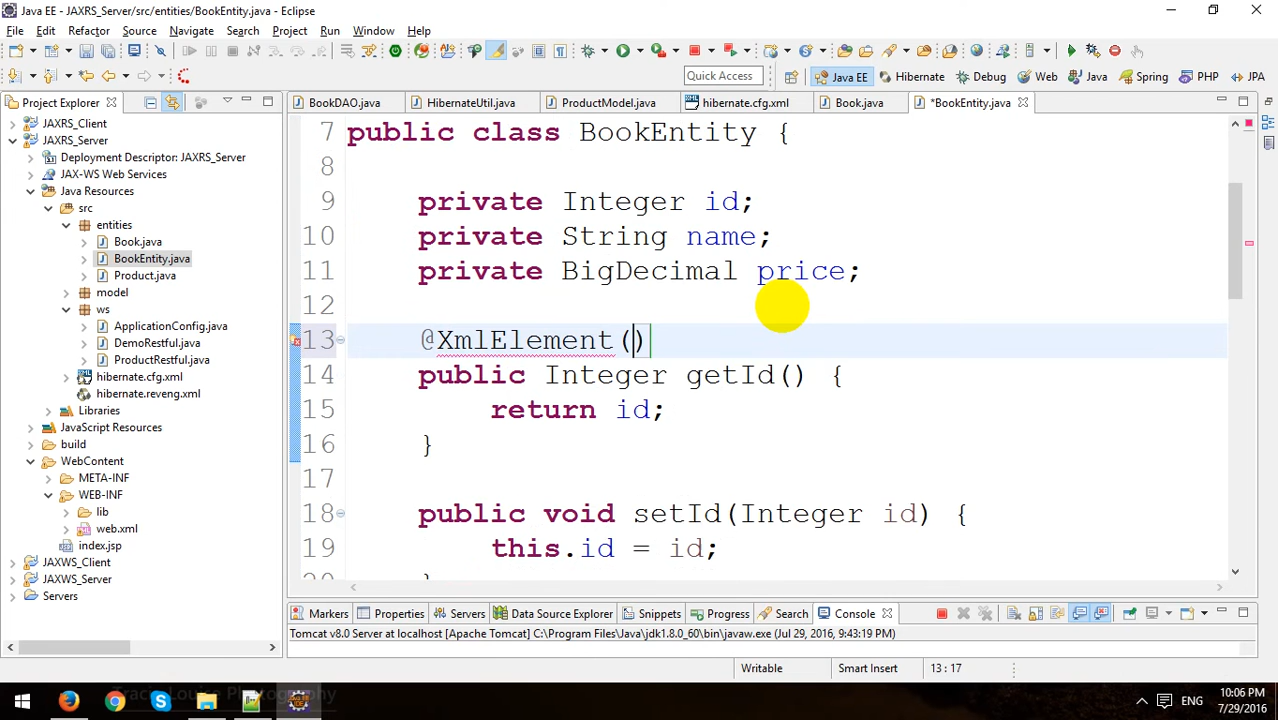 Java EE - JAXRS_Server/src/entities/BookEntity.java - Eclipse
File Edit Refactor Source Navigate Search Project Run Window Help
Quick Access Java EE Hibernate Debug Web Java Spring PHP JPA
Project Explorer
BookDAO.java HibernateUtil.java ProductModel.java hibernate.cfg.xml Book.java *BookEntity.java
JAXRS_Client
JAXRS_Server
Deployment Descriptor: JAXRS_Server
JAX-WS Web Services
Java Resources
src
entities
Book.java
BookEntity.java
Product.java
model
ws
ApplicationConfig.java
DemoRestful.java
ProductRestful.java
hibernate.cfg.xml
hibernate.reveng.xml
Libraries
JavaScript Resources
build
WebContent
META-INF
WEB-INF
lib
web.xml
index.jsp
JAXWS_Client
JAXWS_Server
Servers
7 public class BookEntity {
8
9 private Integer id;
10 private String name;
11 private BigDecimal price;
12
13 @XmlElement()
14 public Integer getId() {
15 return id;
16 }
17
18 public void setId(Integer id) {
19 this.id = id;
Markers Properties Servers Data Source Explorer Snippets Progress Search Console
Tomcat v8.0 Server at localhost [Apache Tomcat] C:\Program Files\Java\jdk1.8.0_60\bin\javaw.exe (Jul 29, 2016, 9:43:19 PM)
Writable Smart Insert 13 : 17
Louise Photography
ENG
10:06 PM
7/29/2016